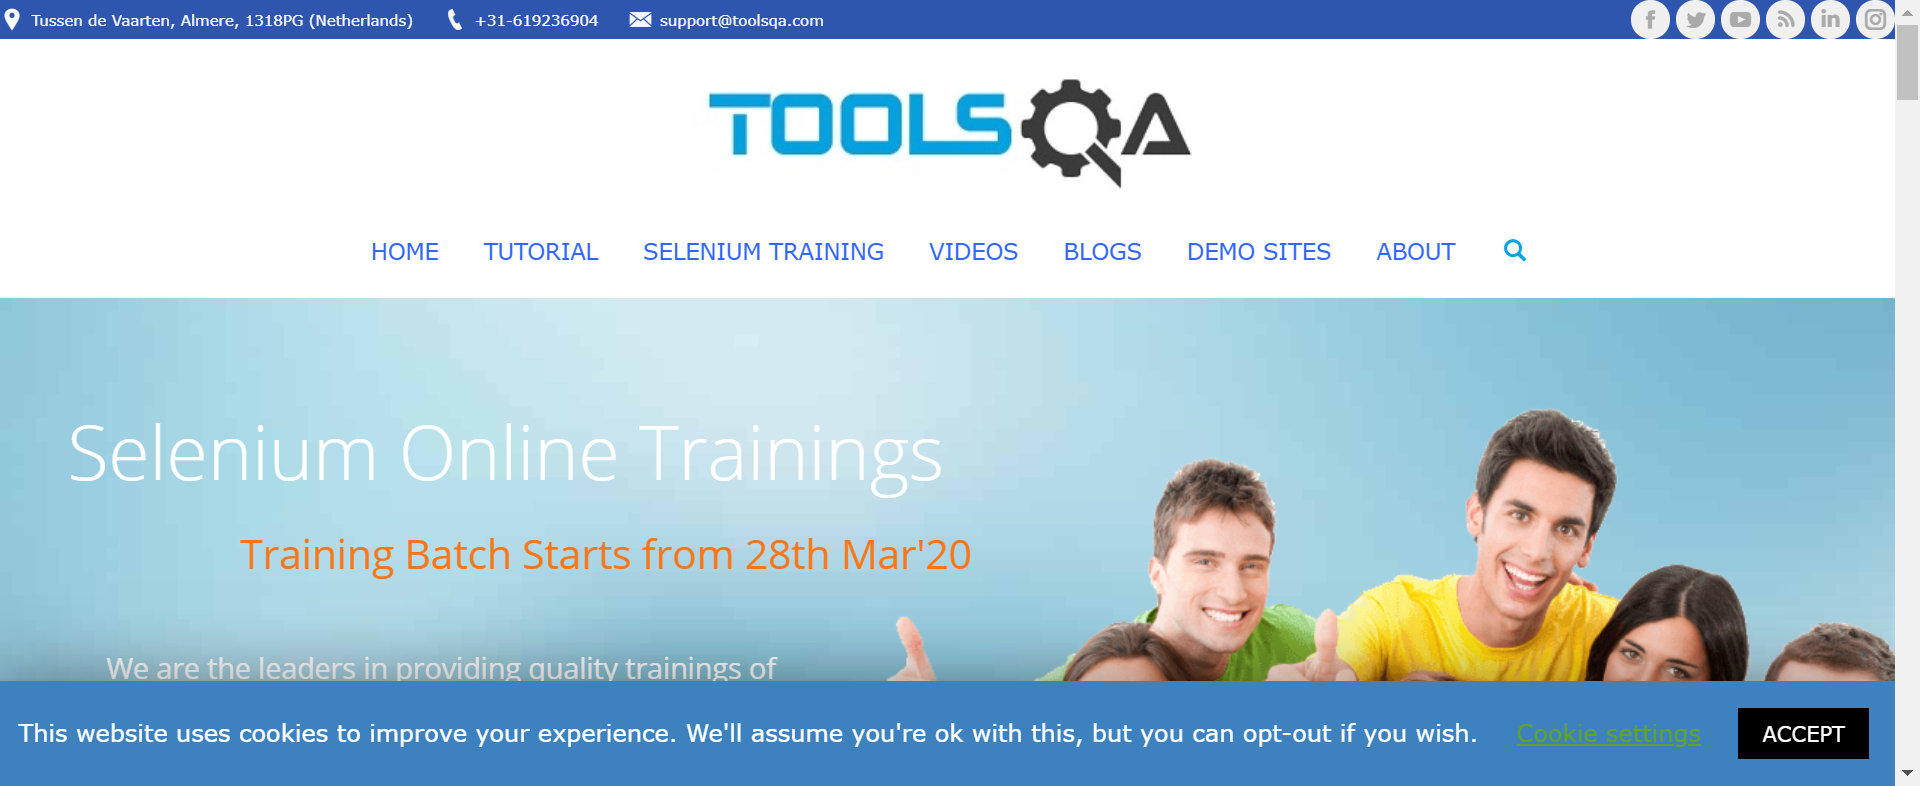 Tussen de Vaarten, Almere, 1318PG (Netherlands) +31-619236904 support@toolsqa.com
TOOLSQA
HOME TUTORIAL SELENIUM TRAINING VIDEOS BLOGS DEMO SITES ABOUT
Selenium Online Trainings
Training Batch Starts from 28th Mar'20
We are the leaders in providing quality trainings of
This website uses cookies to improve your experience. We'll assume you're ok with this, but you can opt-out if you wish. Cookie settings ACCEPT